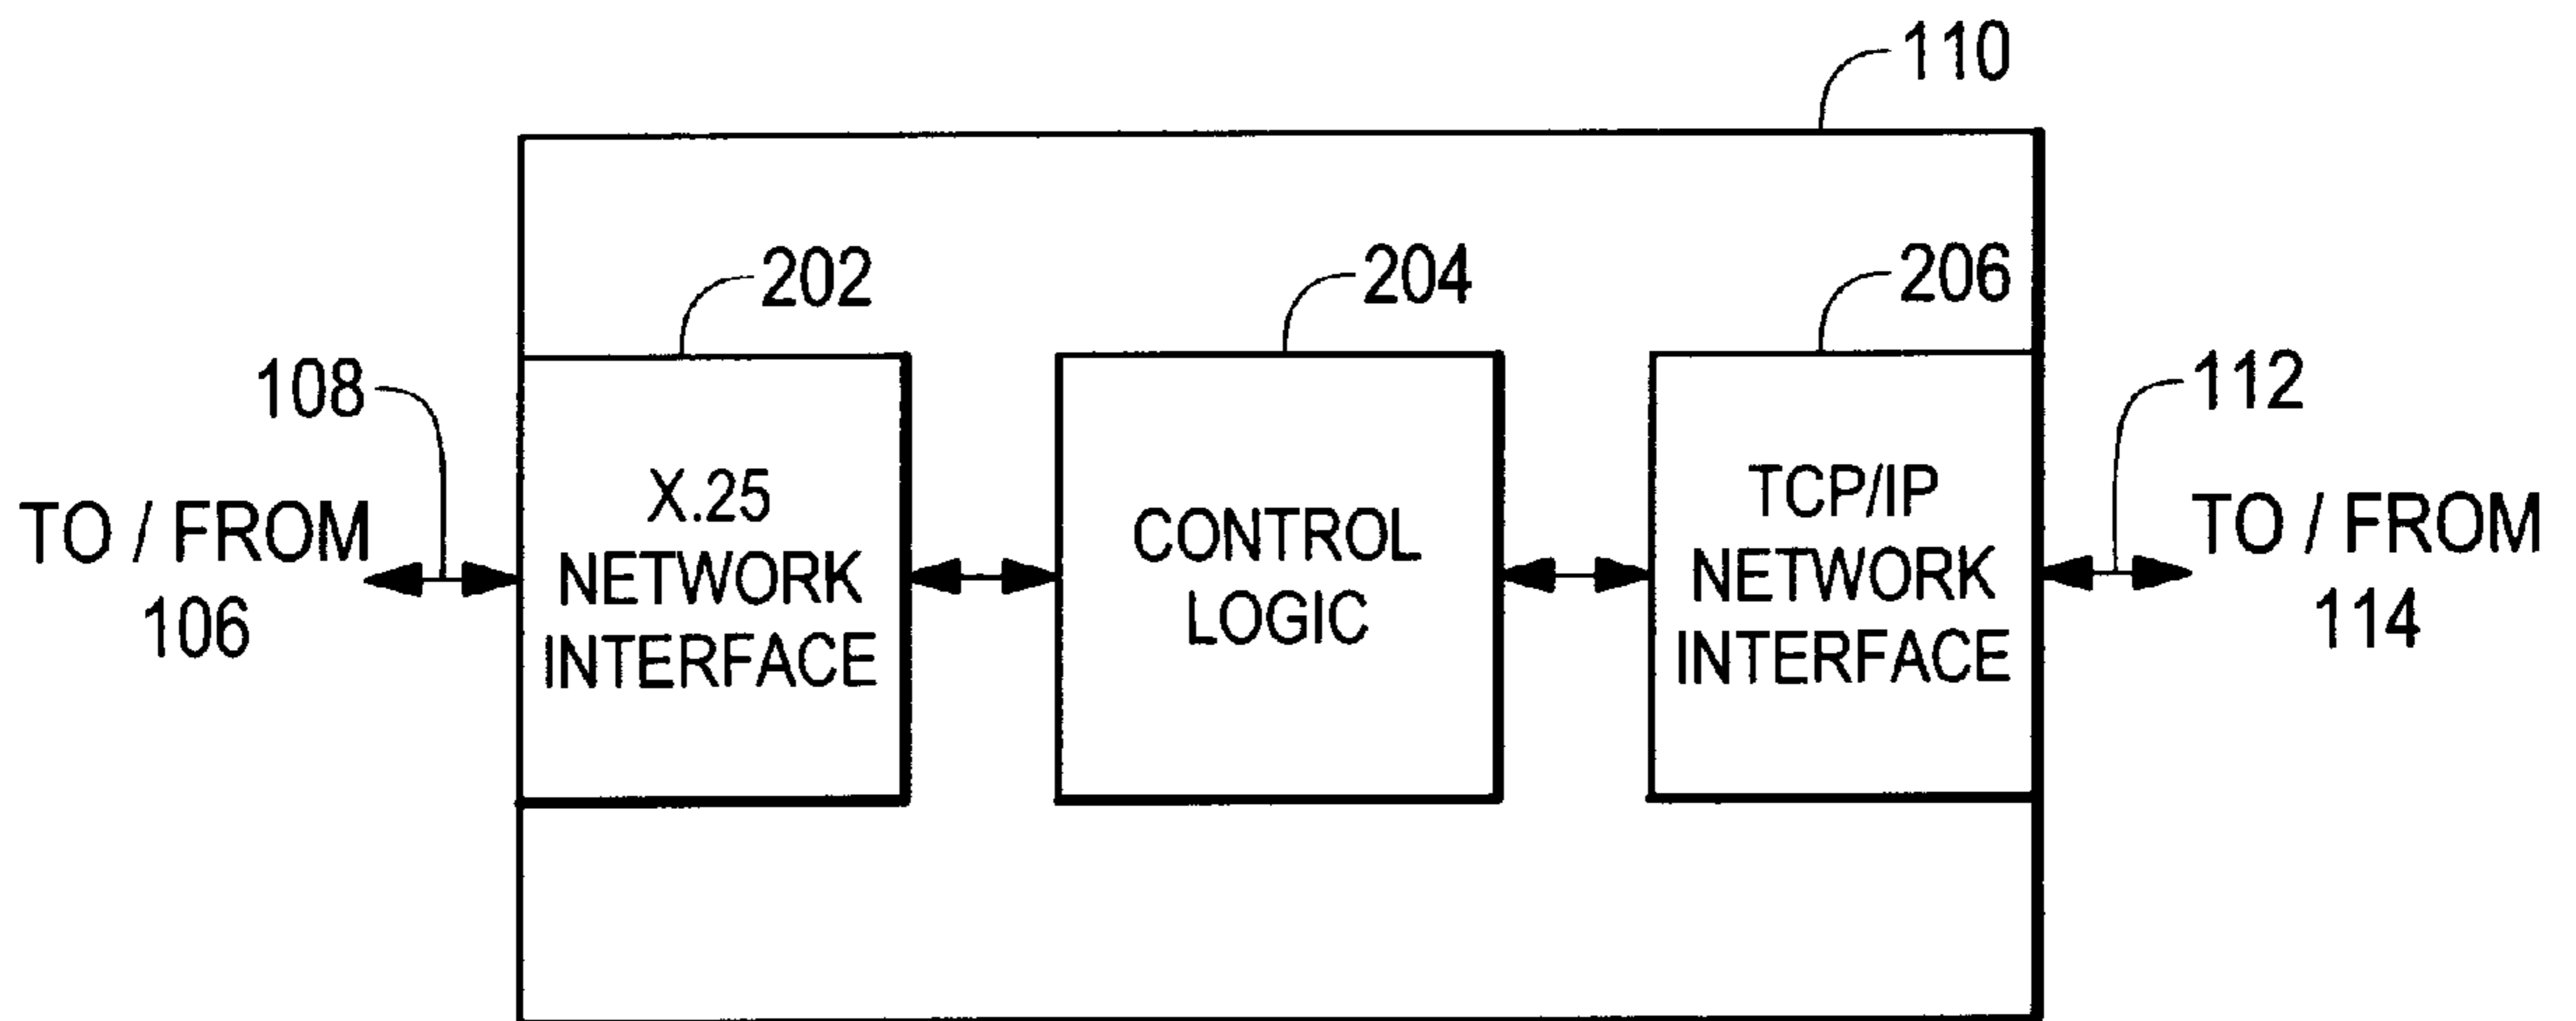 110
202
204
206
108
112
TO / FROM
106
X.25
NETWORK
INTERFACE
CONTROL
LOGIC
TCP/IP
NETWORK
INTERFACE
TO / FROM
114